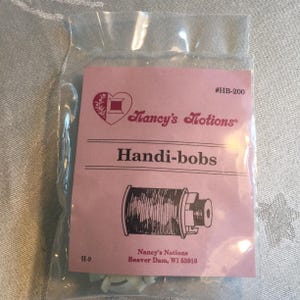 #HB-200
Nancy's Notions®
Handi-bobs
Nancy's Notions
Beaver Dam, WI 53916
H-9